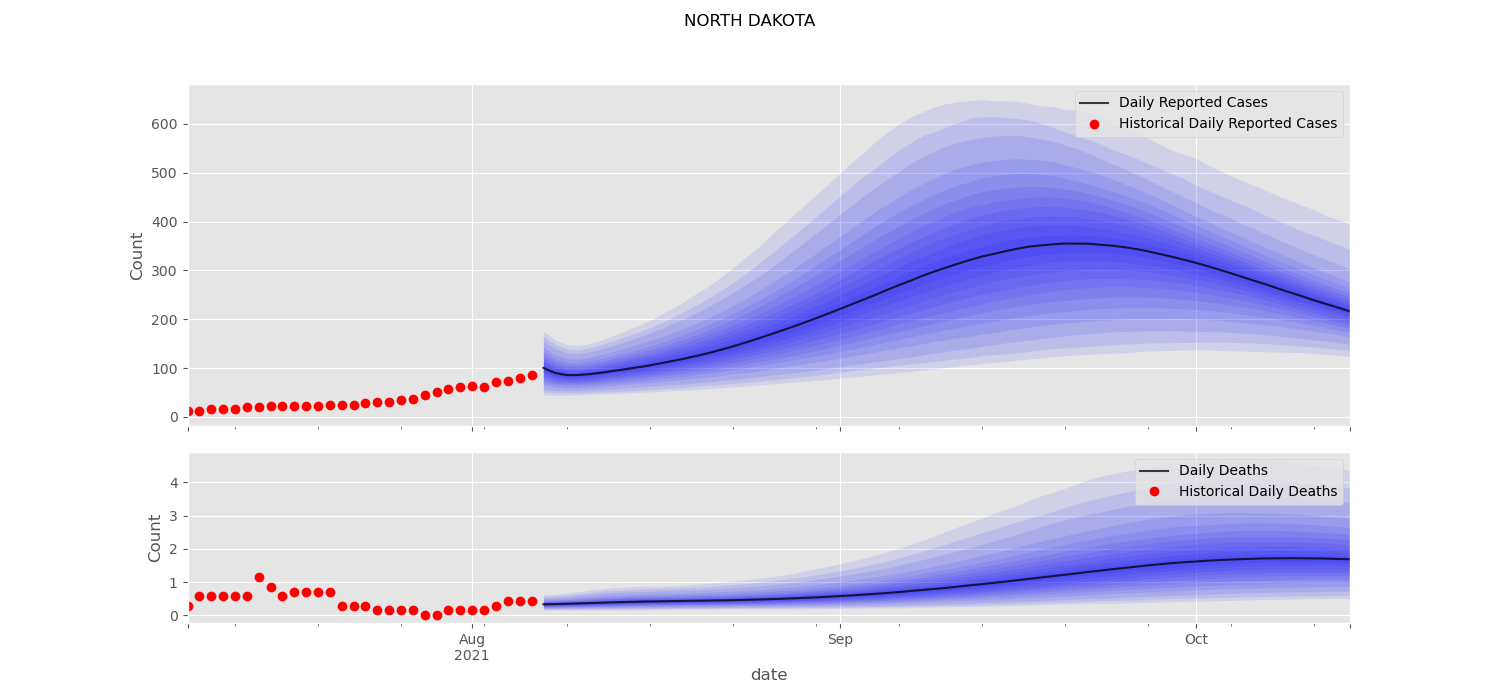 NORTH DAKOTA
Daily Reported Cases
Historical Daily Reported Cases
600
500
400
300
200
100
0
Count
Daily Deaths
Historical Daily Deaths
4
3
2
1
0
Count
Aug
2021
Sep
Oct
date